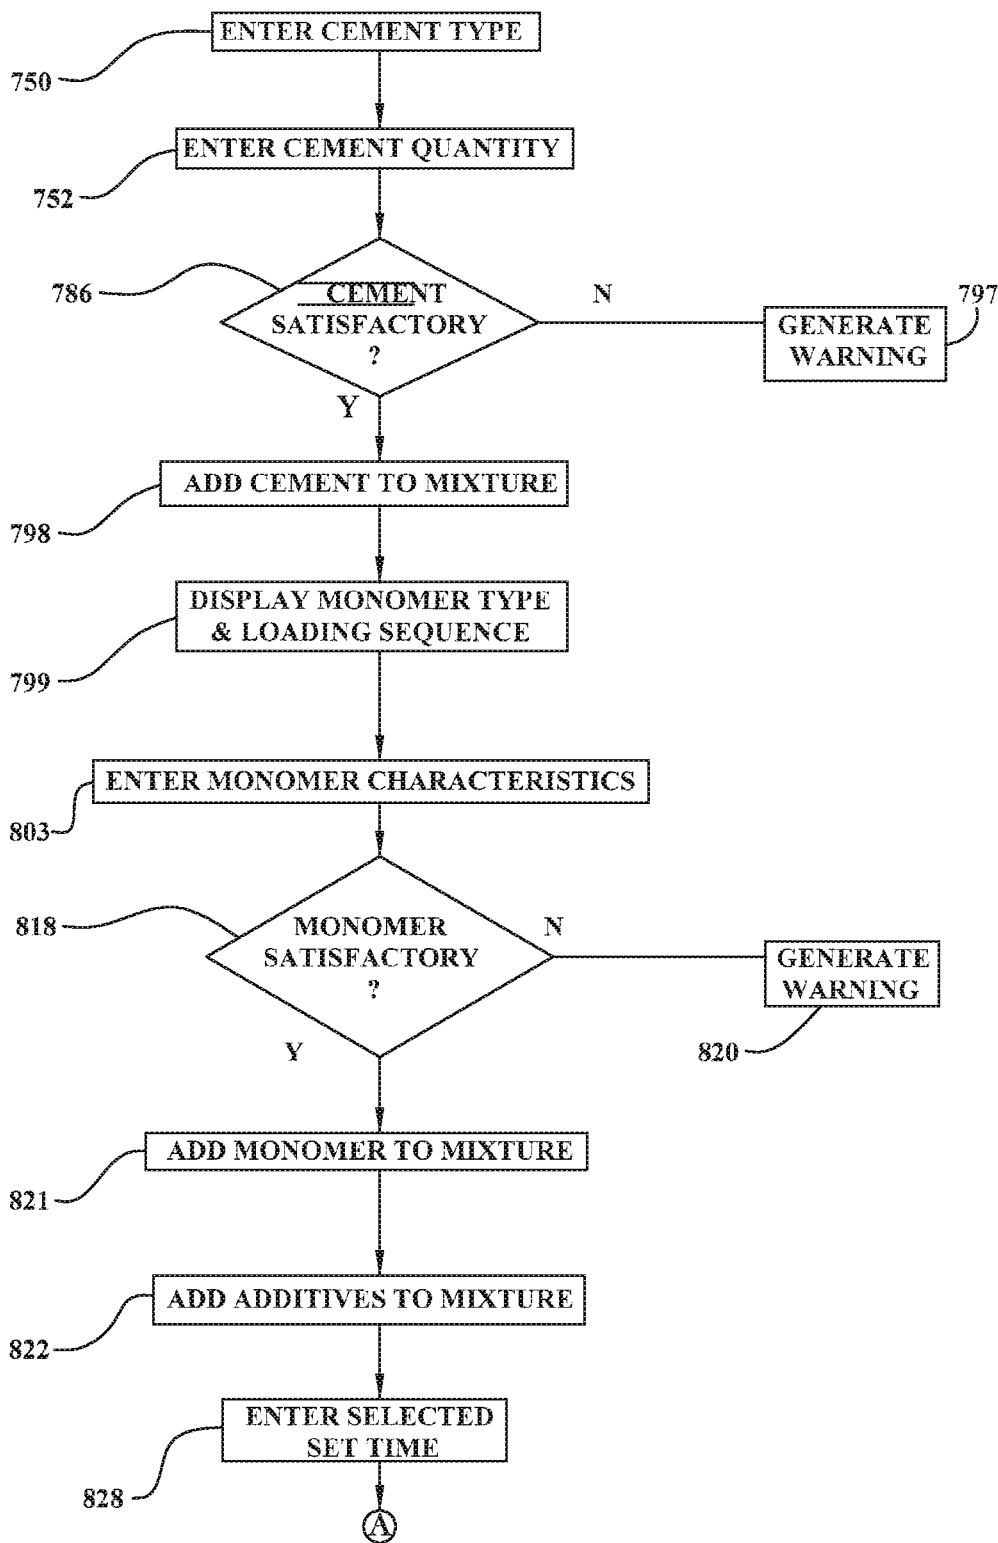 ENTER CEMENT TYPE
750
ENTER CEMENT QUANTITY
752
786
CEMENT
SATISFACTORY
?
N
797
GENERATE
WARNING
Y
ADD CEMENT TO MIXTURE
798
DISPLAY MONOMER TYPE
& LOADING SEQUENCE
799
ENTER MONOMER CHARACTERISTICS
803
818
MONOMER
SATISFACTORY
?
N
GENERATE
WARNING
820
Y
ADD MONOMER TO MIXTURE
821
ADD ADDITIVES TO MIXTURE
822
ENTER SELECTED
SET TIME
828
A